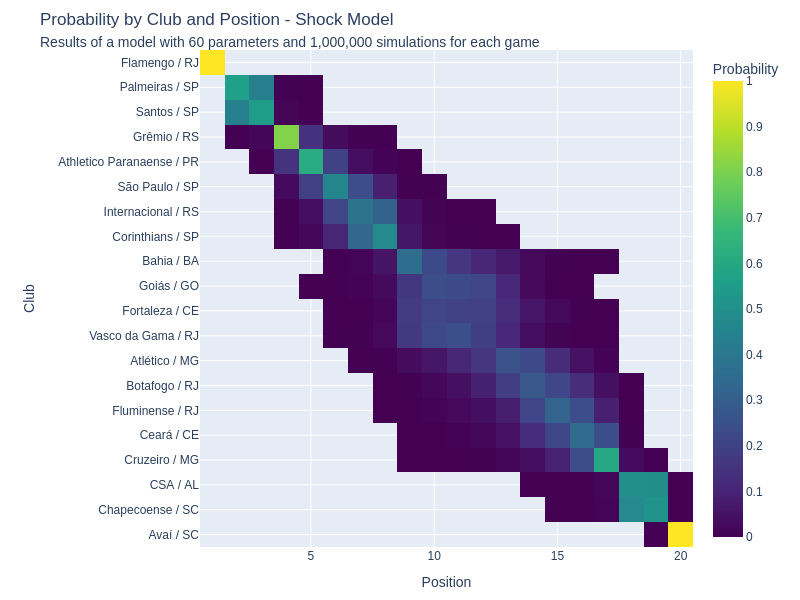 Probability by Club and Position - Shock Model
Results of a model with 60 parameters and 1,000,000 simulations for each game
Probability
Club
Flamengo / RJ
Palmeiras / SP
Santos / SP
Grêmio / RS
Athletico Paranaense / PR
São Paulo / SP
Internacional / RS
Corinthians / SP
Bahia / BA
Goiás / GO
Fortaleza / CE
Vasco da Gama / RJ
Atlético / MG
Botafogo / RJ
Fluminense / RJ
Ceará / CE
Cruzeiro / MG
CSA / AL
Chapecoense / SC
Avaí / SC
5
10
15
20
Position
1
0.9
0.8
0.7
0.6
0.5
0.4
0.3
0.2
0.1
0